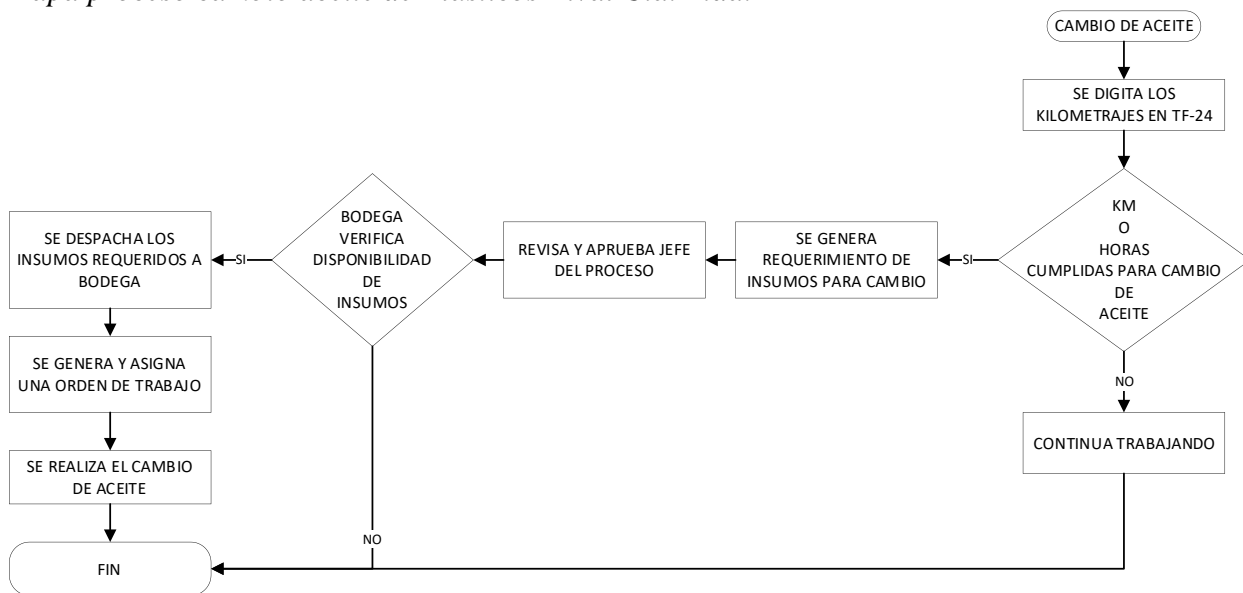 CAMBIO DE ACEITE
SE DIGITA LOS
KILOMETRAJES EN TF-24
KM
O
HORAS
CUMPLIDAS PARA CAMBIO
DE
ACEITE
SI
SE GENERA
REQUERIMIENTO DE
INSUMOS PARA CAMBIO
REVISA Y APRUEBA JEFE
DEL PROCESO
BODEGA
VERIFICA
DISPONIBILIDAD
DE
INSUMOS
SI
SE DESPACHA LOS
INSUMOS REQUERIDOS A
BODEGA
SE GENERA Y ASIGNA
UNA ORDEN DE TRABAJO
SE REALIZA EL CAMBIO
DE ACEITE
NO
CONTINUA TRABAJANDO
NO
FIN